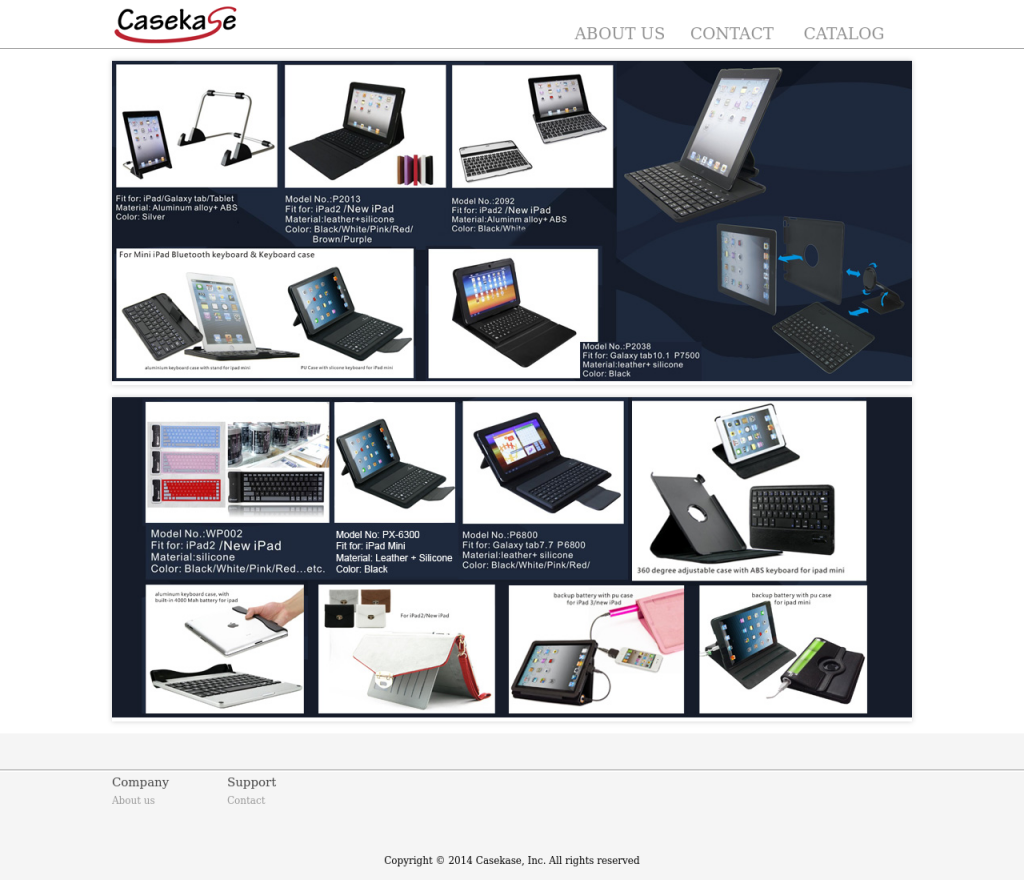 Casekase
ABOUT US
CONTACT
CATALOG
Fit for: iPad/Galaxy tab/Tablet
Material: Aluminum alloy+ ABS
Color: Silver
Model No.:P2013
Fit for: iPad2 /New iPad
Material:leather+silicone
Color: Black/White/Pink/Red/
Brown/Purple
Model No.:2092
Fit for: iPad2 /New iPad
Material:Aluminm alloy+ ABS
Color: Black/White
For Mini iPad Bluetooth keyboard & Keyboard case
aluminium keyboard case with stand for ipad mini
PU Case with slicone keyboard for iPad mini
Model No.:P2038
Fit for: Galaxy tab10.1 P7500
Material:leather+ silicone
Color: Black
Model No.:WP002
Fit for: iPad2 /New iPad
Material:silicone
Color: Black/White/Pink/Red...etc.
Model No: PX-6300
Fit for: iPad Mini
Material: Leather + Silicone
Color: Black
Model No.:P6800
Fit for: Galaxy tab7.7 P6800
Material:leather+ silicone
Color: Black/White/Pink/Red/
360 degree adjustable case with ABS keyboard for ipad mini
aluminum keyboard case, with
built-in 4000 Mah battery for ipad
For iPad2/New iPad
backup battery with pu case
for iPad 3/new iPad
backup battery with pu case
for ipad mini
Company
Support
About us
Contact
Copyright © 2014 Casekase, Inc. All rights reserved